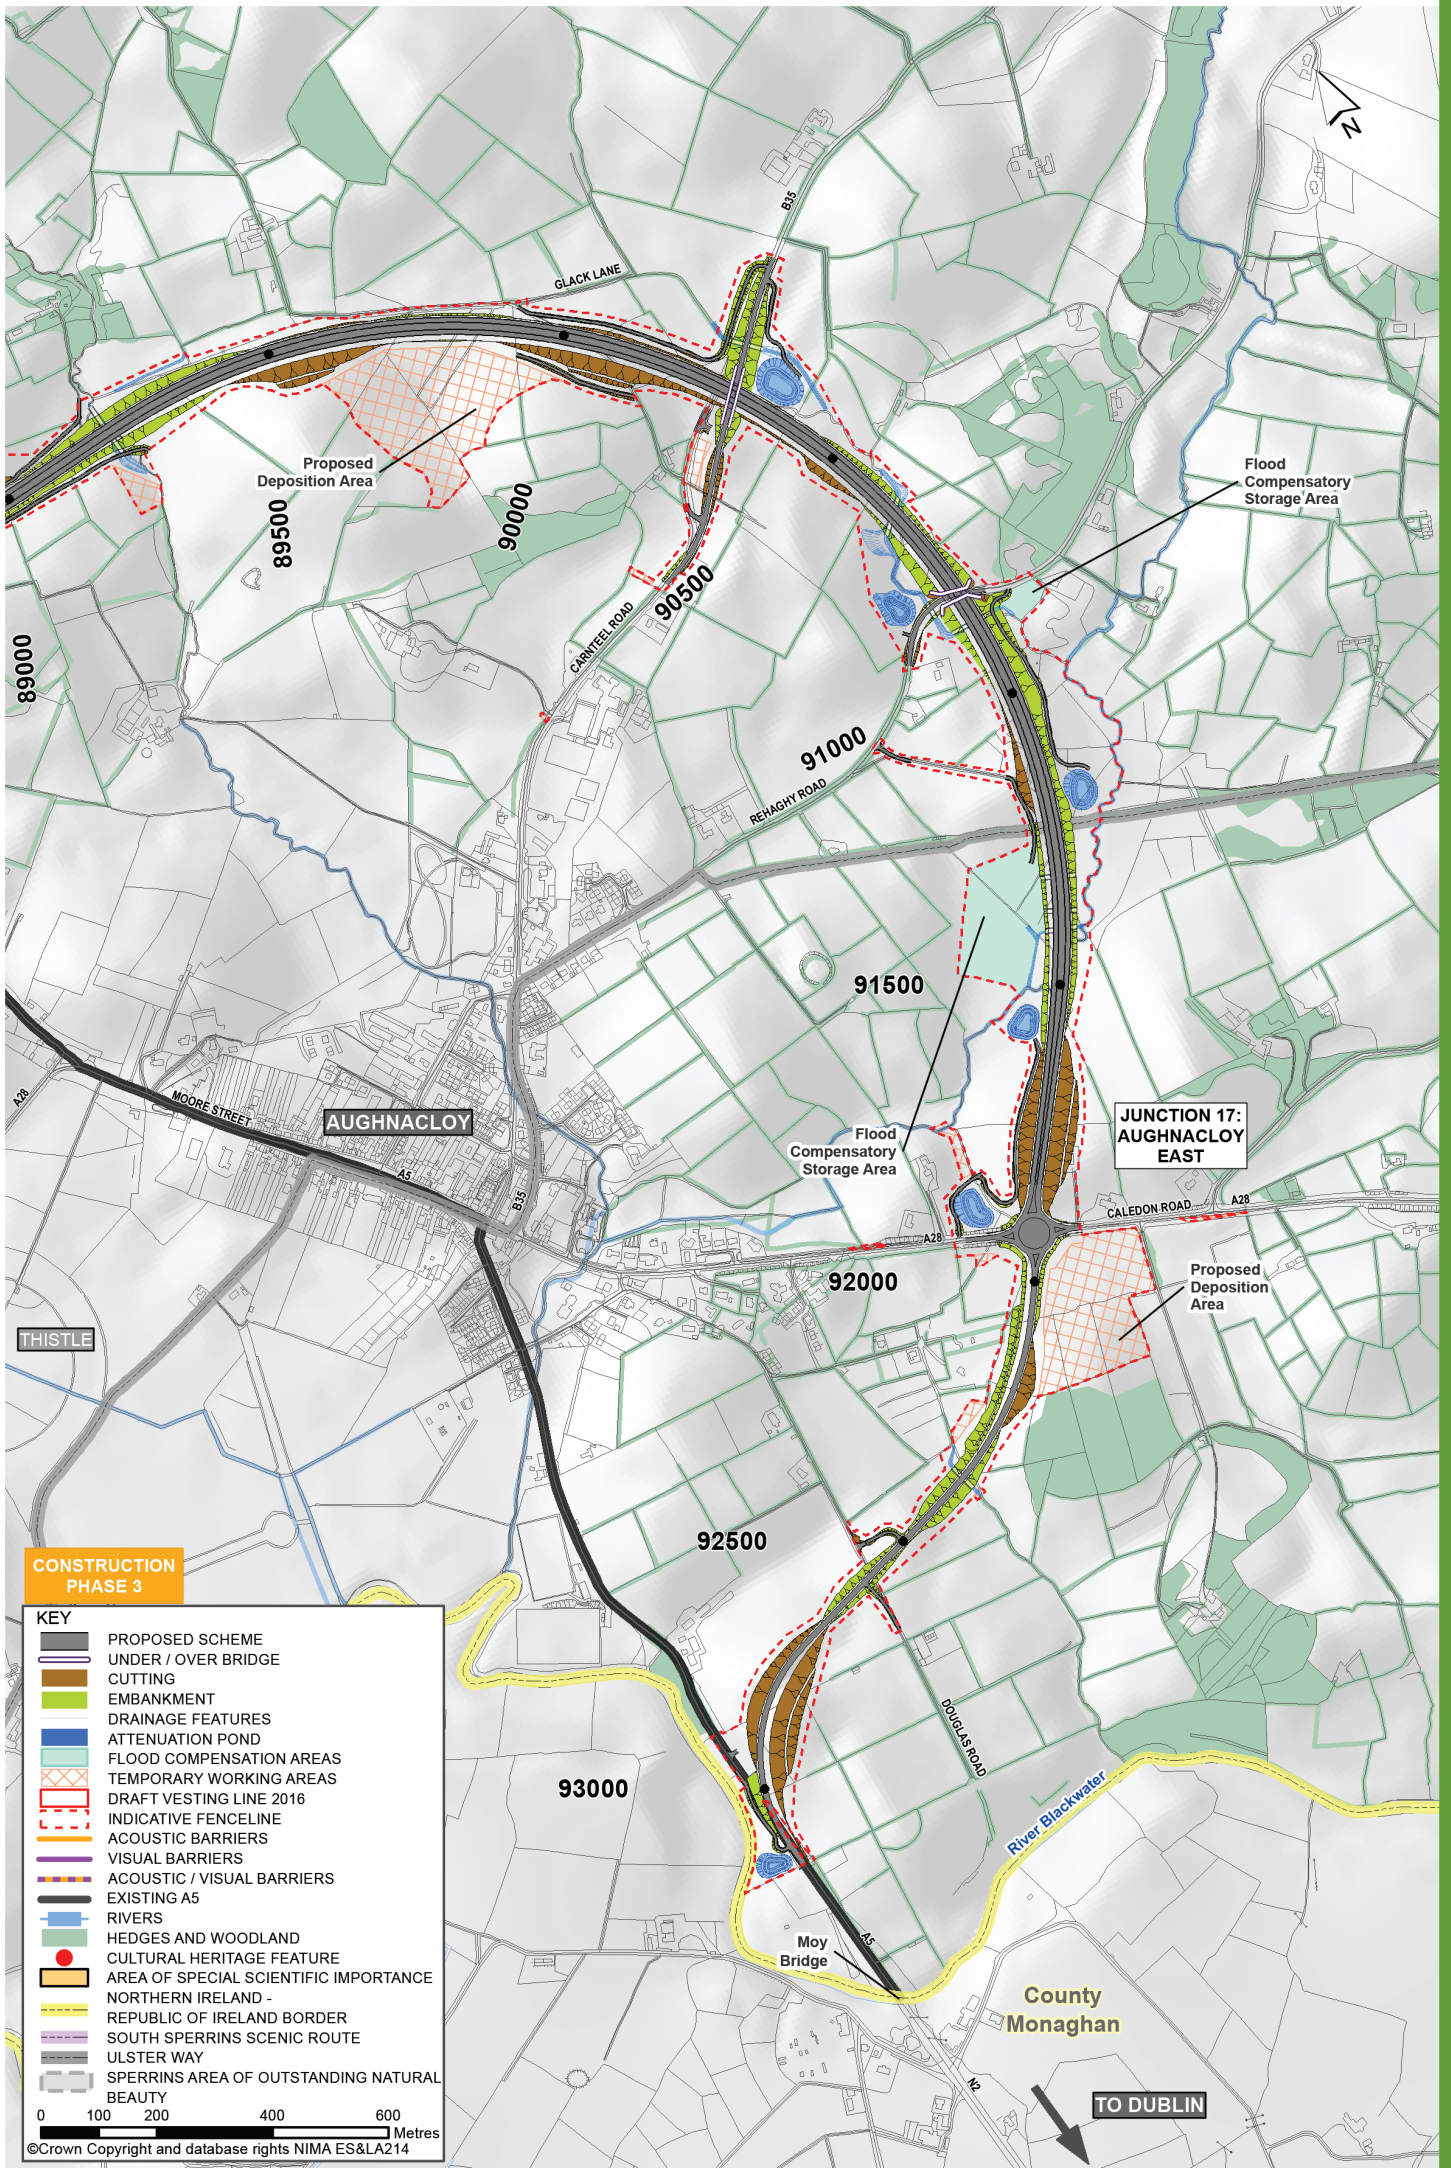 N
B35
GLACK LANE
Proposed
Deposition Area
Flood
Compensatory
Storage Area
89500
90000
90500
89000
CARNTEEL ROAD
91000
REHAGHY ROAD
91500
A28
MOORE STREET
AUGHNACLOY
A5
B35
Flood
Compensatory
Storage Area
JUNCTION 17:
AUGHNACLOY
EAST
CALEDON ROAD
A28
A28
92000
Proposed
Deposition
Area
THISTLE
92500
DOUGLAS ROAD
93000
River Blackwater
A5
Moy
Bridge
County
Monaghan
N2
TO DUBLIN
CONSTRUCTION
PHASE 3
KEY
PROPOSED SCHEME
UNDER / OVER BRIDGE
CUTTING
EMBANKMENT
DRAINAGE FEATURES
ATTENUATION POND
FLOOD COMPENSATION AREAS
TEMPORARY WORKING AREAS
DRAFT VESTING LINE 2016
INDICATIVE FENCELINE
ACOUSTIC BARRIERS
VISUAL BARRIERS
ACOUSTIC / VISUAL BARRIERS
EXISTING A5
RIVERS
HEDGES AND WOODLAND
CULTURAL HERITAGE FEATURE
AREA OF SPECIAL SCIENTIFIC IMPORTANCE
NORTHERN IRELAND -
REPUBLIC OF IRELAND BORDER
SOUTH SPERRINS SCENIC ROUTE
ULSTER WAY
SPERRINS AREA OF OUTSTANDING NATURAL
BEAUTY
0 100 200 400 600
Metres
©Crown Copyright and database rights NIMA ES&LA214